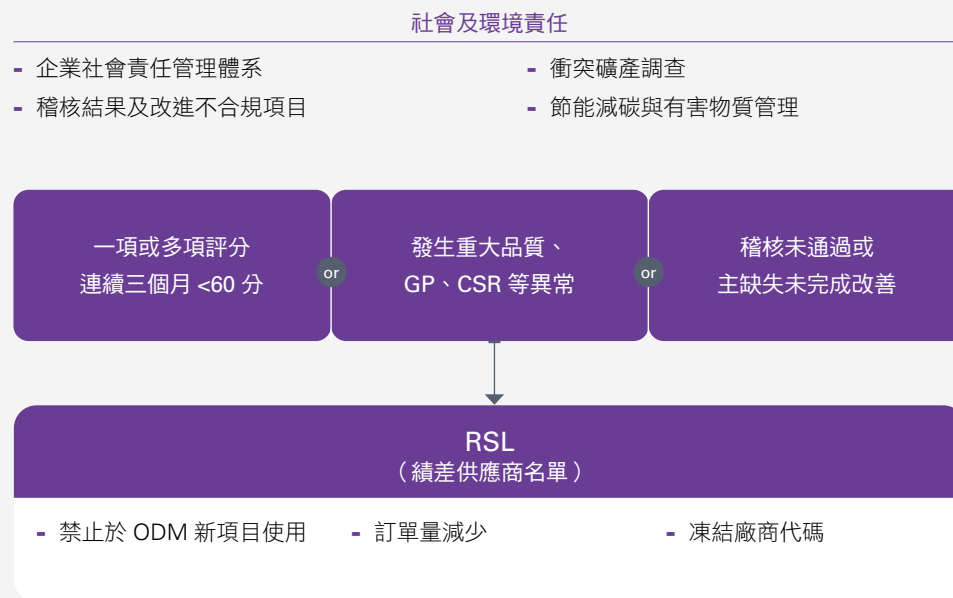 社會及環境責任
- 企業社會責任管理體系
- 稽核結果及改進不合規項目
- 衝突礦產調查
- 節能減碳與有害物質管理
一項或多項評分
連續三個月 <60 分
or
發生重大品質、
GP、CSR 等異常
or
稽核未通過或
主缺失未完成改善
RSL
（績差供應商名單）
- 禁止於 ODM 新項目使用
- 訂單量減少
- 凍結廠商代碼